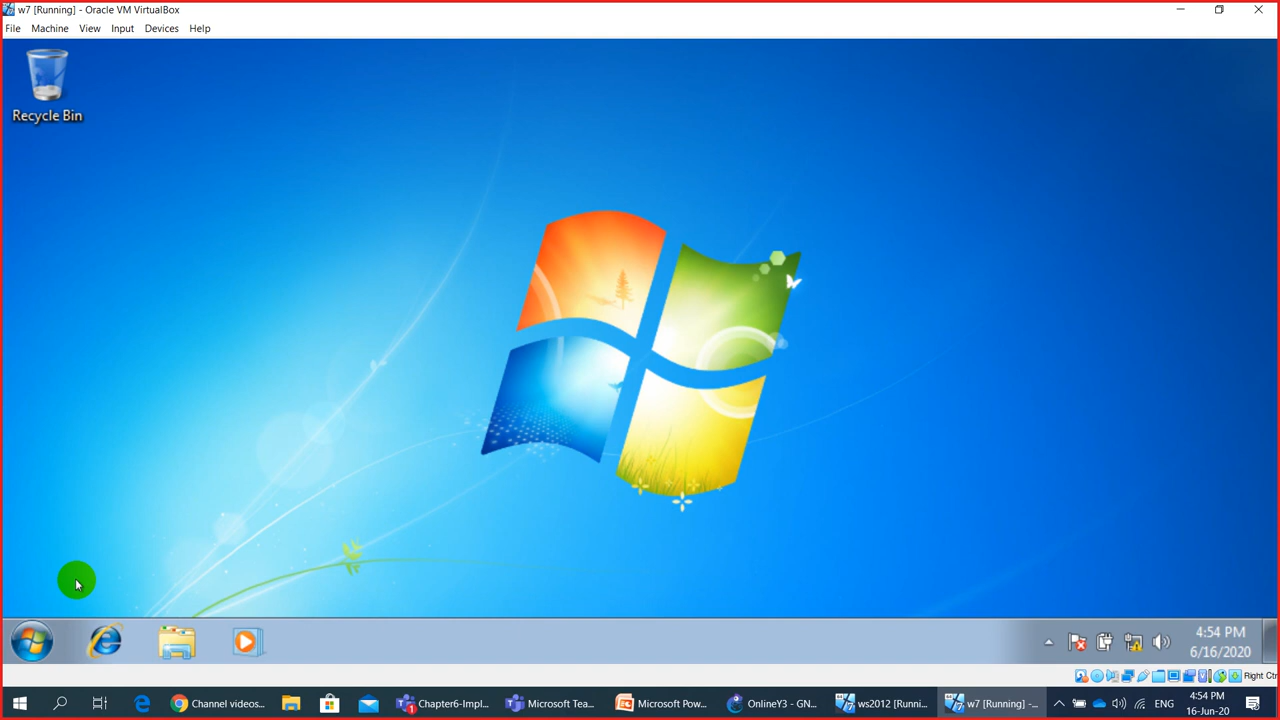 w7 [Running] - Oracle VM VirtualBox
File Machine View Input Devices Help
Recycle Bin
4:54 PM
6/16/2020
Right Ctr
Channel videos...
Chapter6-Impl...
Microsoft Tea...
Microsoft Pow...
OnlineY3 - GN...
ws2012 [Runni...
w7 [Running] -...
ENG
4:54 PM
16-Jun-20